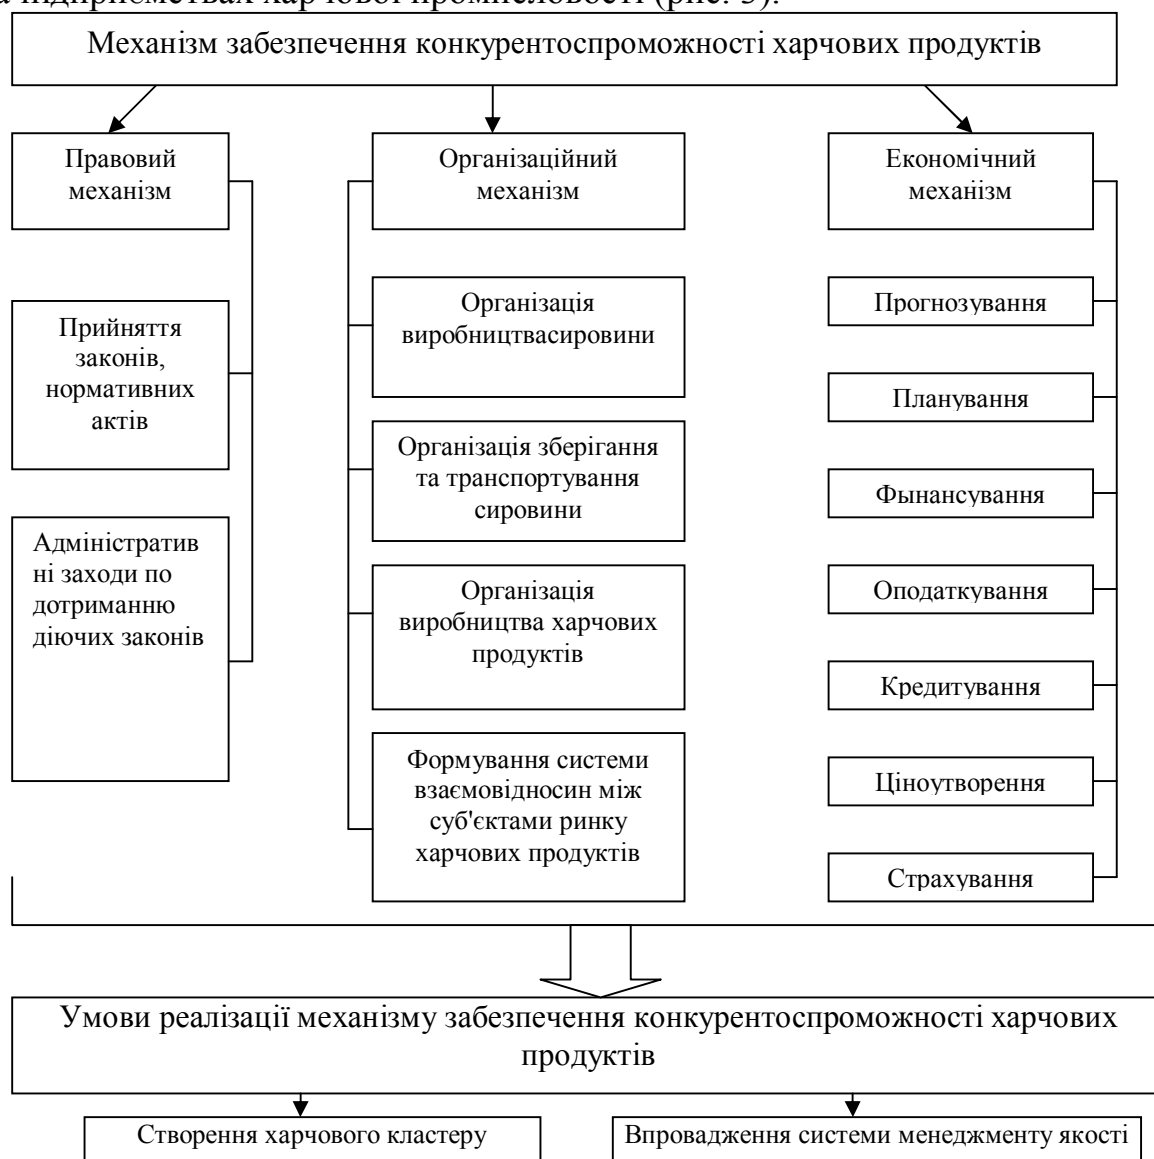 підприємствах харчової промисловості (рис. 3).
Механізм забезпечення конкурентоспроможності харчових продуктів
Правовий
механізм
Організаційний
механізм
Економічний
механіізм
Прийняття
законів,
нормативних
актів
Адміністратив
ні заходи по
дотриманню
діючих законів
Організація
виробництвасировини
Організація зберігання
та транспортування
сировини
Організація
виробництва харчових
продуктів
Формування системи
взаємовідносин між
суб'єктами ринку
харчових продуктів
Прогнозування
Планування
Фынансування
Оподаткування
Кредитування
Ціноутворення
Страхування
Умови реалізації механізму забезпечення конкурентоспроможності харчових
продуктів
Створення харчового кластеру
Впровадження системи менеджменту якості